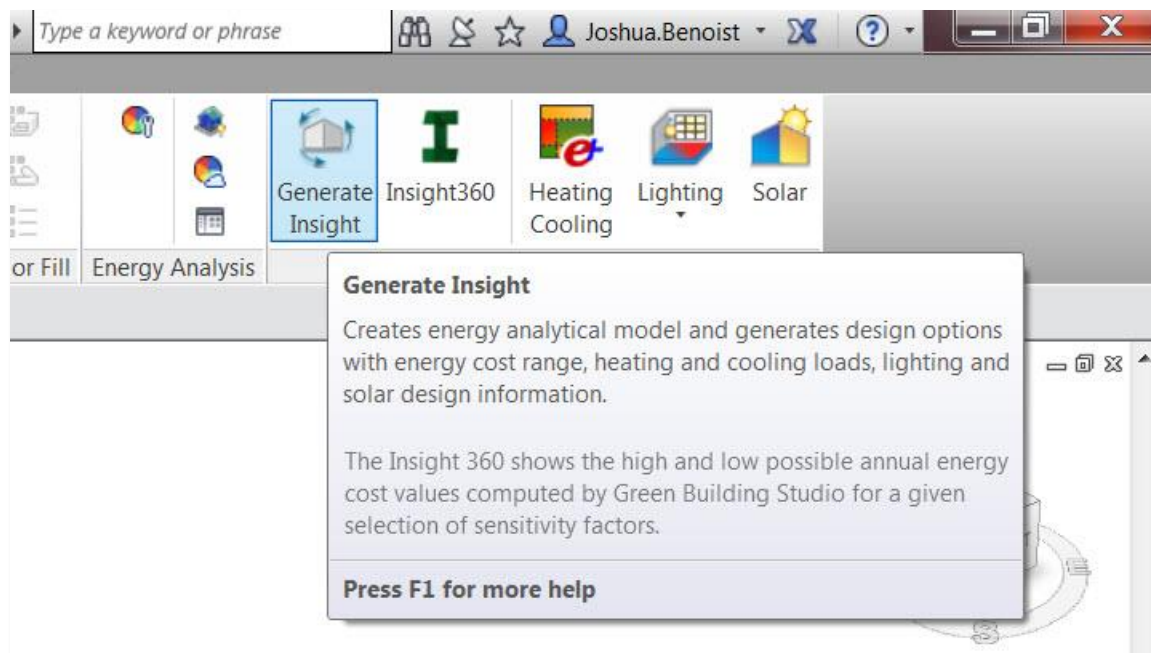 Type a keyword or phrase
Joshua.Benoist
Generate
Insight
Insight360
Heating
Cooling
Lighting
Solar
or Fill
Energy Analysis
Generate Insight
Creates energy analytical model and generates design options
with energy cost range, heating and cooling loads, lighting and
solar design information.
The Insight 360 shows the high and low possible annual energy
cost values computed by Green Building Studio for a given
selection of sensitivity factors.
Press F1 for more help
E
S